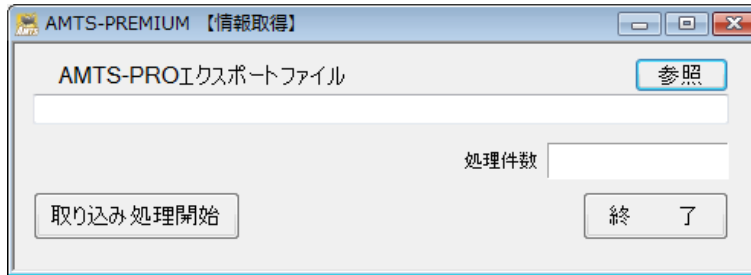 AMTS-PREMIUM 【情報取得】
AMTS-PROエクスポートファイル 参照
処理件数
取り込み処理開始 終 了